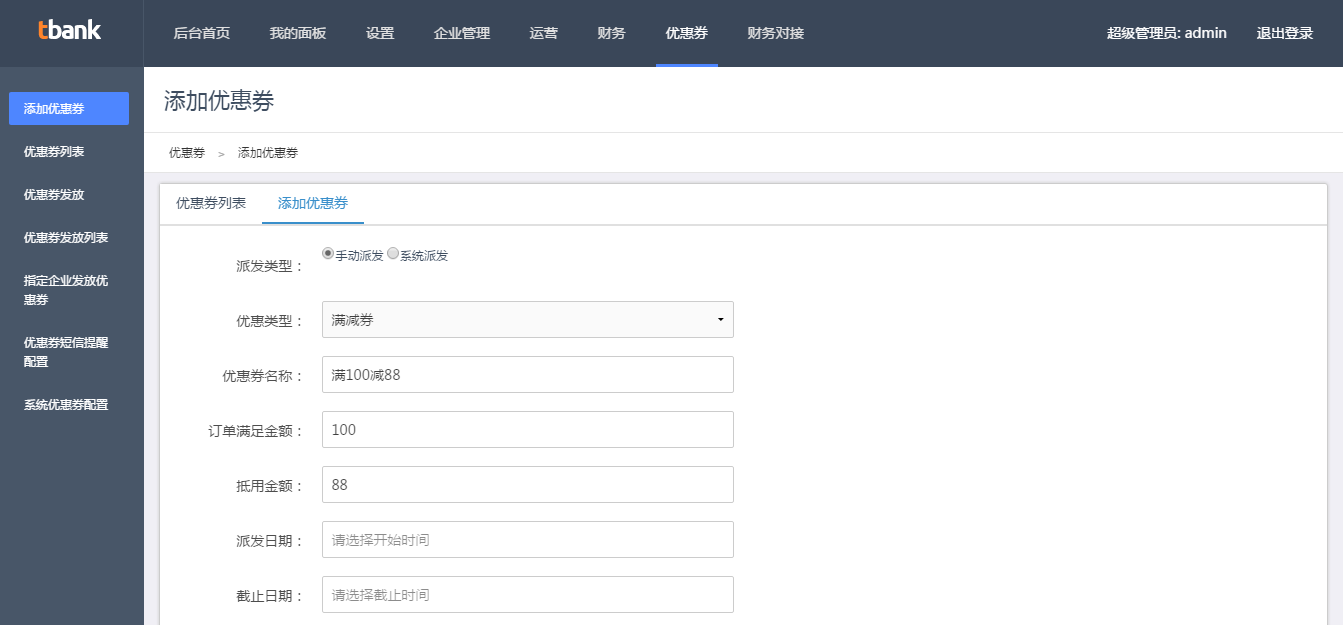 tbank
后台首页 我的面板 设置 企业管理 运营 财务 优惠券 财务对接 超级管理员: admin 退出登录
添加优惠券
优惠券列表
优惠券发放
优惠券发放列表
指定企业发放优
惠券
优惠券短信提醒
配置
系统优惠券配置
添加优惠券
优惠券 > 添加优惠券
优惠券列表 添加优惠券
派发类型： 手动派发 系统派发
优惠类型： 满减券
优惠券名称： 满100减88
订单满足金额： 100
抵用金额： 88
派发日期： 请选择开始时间
截止日期： 请选择截止时间